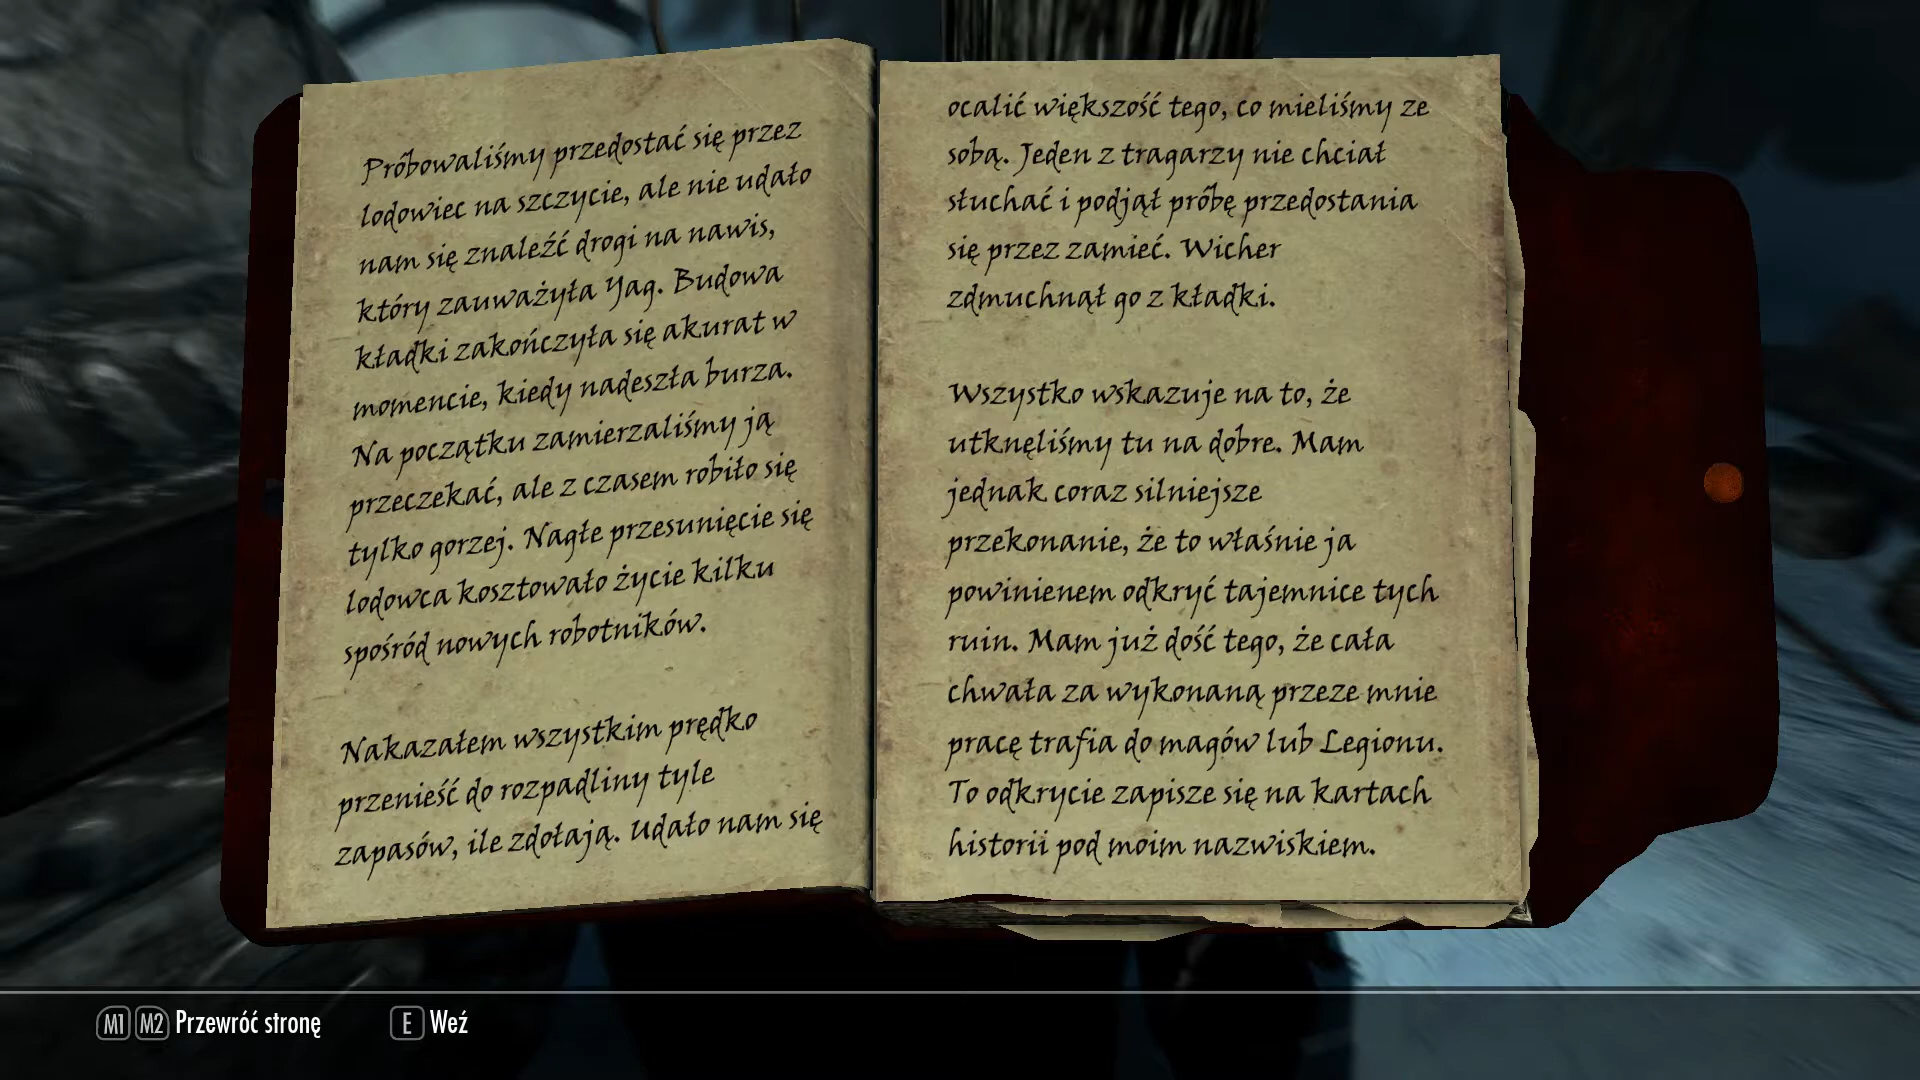 Próbowaliśmy przedostać się przez
lodowiec na szczycie, ale nie udało
nam się znaleźć drogi na nawis,
który zauważyła Yag. Budowa
kładki zakończyła się akurat w
momencie, kiedy nadeszła burza.
Na początku zamierzaliśmy ją
przeczekać, ale z czasem robiło się
tylko gorzej. Nagłe przesunięcie się
lodowca kosztowało życie kilku
spośród nowych robotników.
Nakazałem wszystkim prędko
przenieść do rozpadliny tyle
zapasów, ile zdołają. Udało nam się
ocalić większość tego, co mieliśmy ze
sobą. Jeden z tragarzy nie chciał
słuchać i podjął próbę przedostania
się przez zamieć. Wicher
zdmuchnął go z kładki.
Wszystko wskazuje na to, że
utknęliśmy tu na dobre. Mam
jednak coraz silniejsze
przekonanie, że to właśnie ja
powinienem odkryć tajemnice tych
ruin. Mam już dość tego, że cała
chwała za wykonaną przeze mnie
pracę trafia do magów lub Legionu.
To odkrycie zapisze się na kartach
historii pod moim nazwiskiem.
M1 M2 Przewróć stronę E Weź